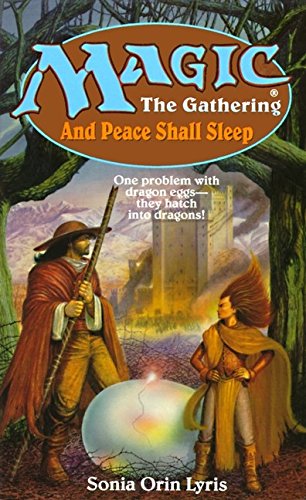 MAGIC
The Gathering®
And Peace Shall Sleep
One problem with
dragon eggs—
they hatch
into dragons!
Sonia Orin Lyris